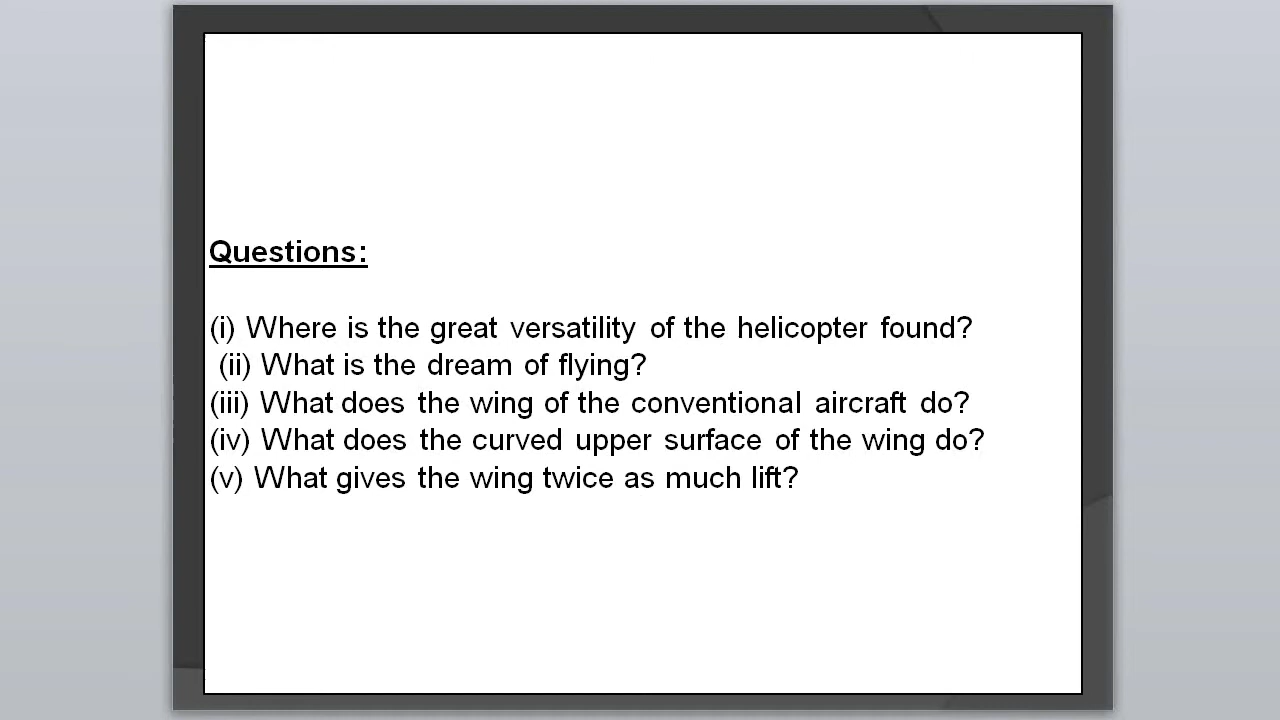 Questions:
(i) Where is the great versatility of the helicopter found?
(ii) What is the dream of flying?
(iii) What does the wing of the conventional aircraft do?
(iv) What does the curved upper surface of the wing do?
(v) What gives the wing twice as much lift?